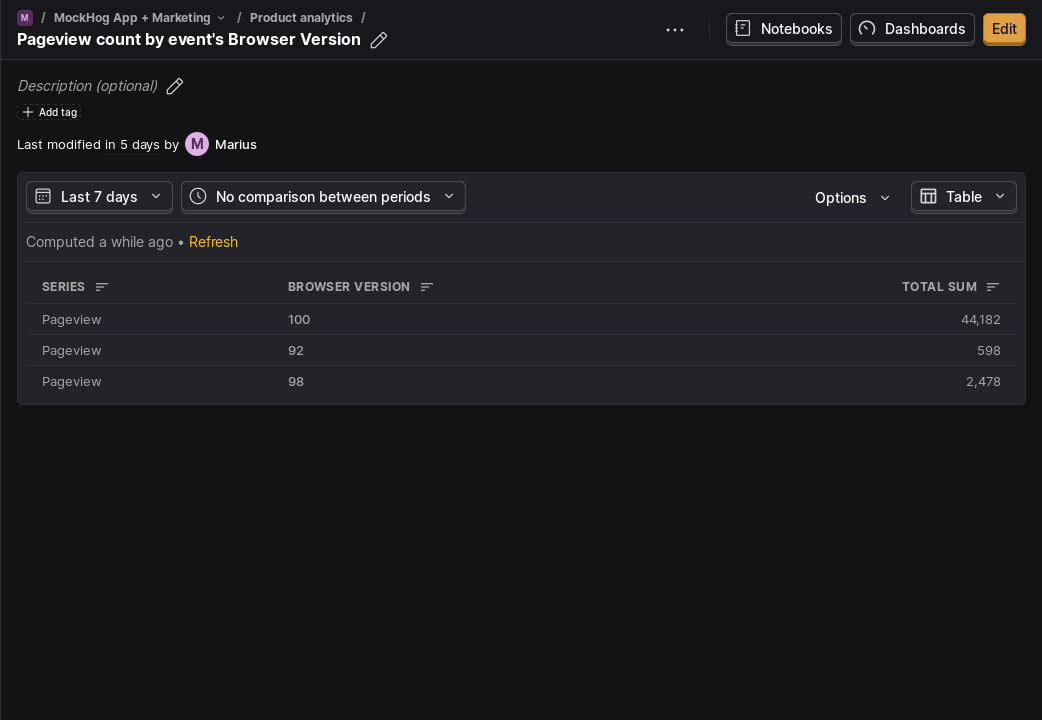 M / MockHog App + Marketing / Product analytics /
Pageview count by event's Browser Version
Notebooks Dashboards Edit
Description (optional)
Add tag
Last modified in 5 days by M Marius
Last 7 days No comparison between periods Options Table
Computed a while ago • Refresh
SERIES BROWSER VERSION TOTAL SUM
Pageview 100 44,182
Pageview 92 598
Pageview 98 2,478